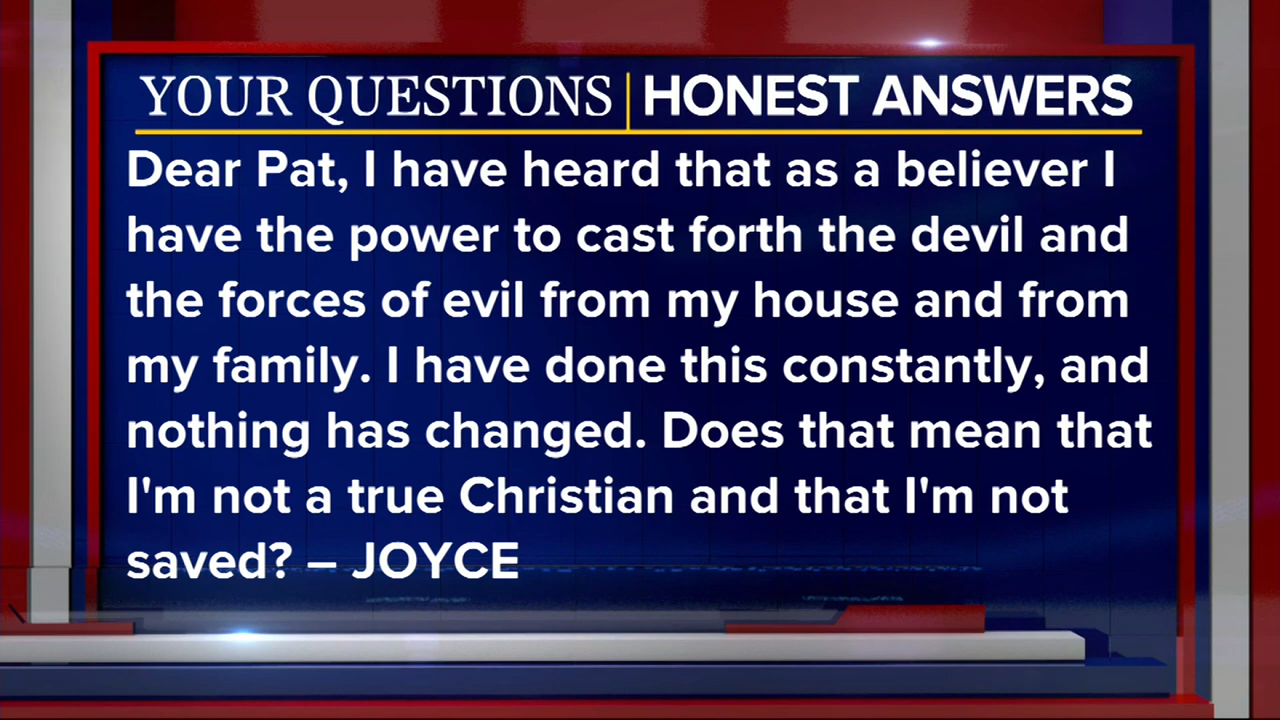 YOUR QUESTIONS | HONEST ANSWERS
Dear Pat, I have heard that as a believer I
have the power to cast forth the devil and
the forces of evil from my house and from
my family. I have done this constantly, and
nothing has changed. Does that mean that
I'm not a true Christian and that I'm not
saved? – JOYCE